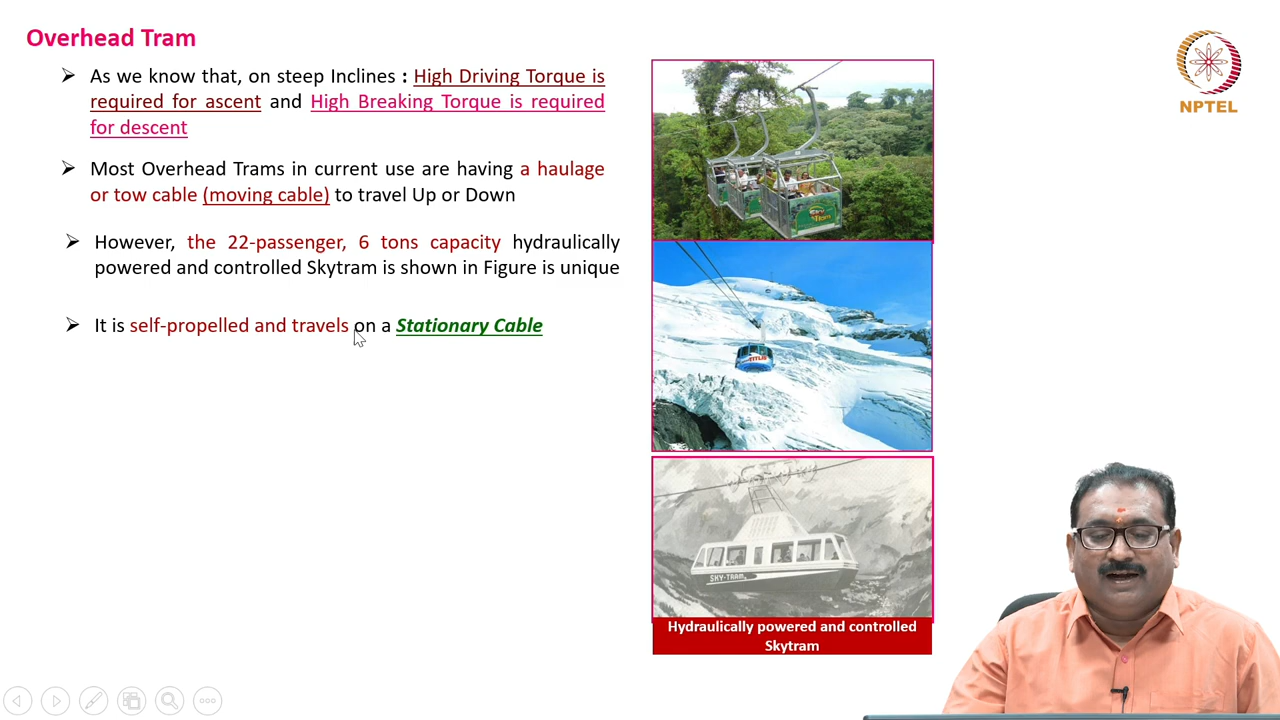 Overhead Tram
➢ As we know that, on steep Inclines : High Driving Torque is
required for ascent and High Breaking Torque is required
for descent
➢ Most Overhead Trams in current use are having a haulage
or tow cable (moving cable) to travel Up or Down
➢ However, the 22-passenger, 6 tons capacity hydraulically
powered and controlled Skytram is shown in Figure is unique
➢ It is self-propelled and travels on a Stationary Cable
Sky
Tram
TITLIS
SKY-TRAM
Hydraulically powered and controlled
Skytram
NPTEL